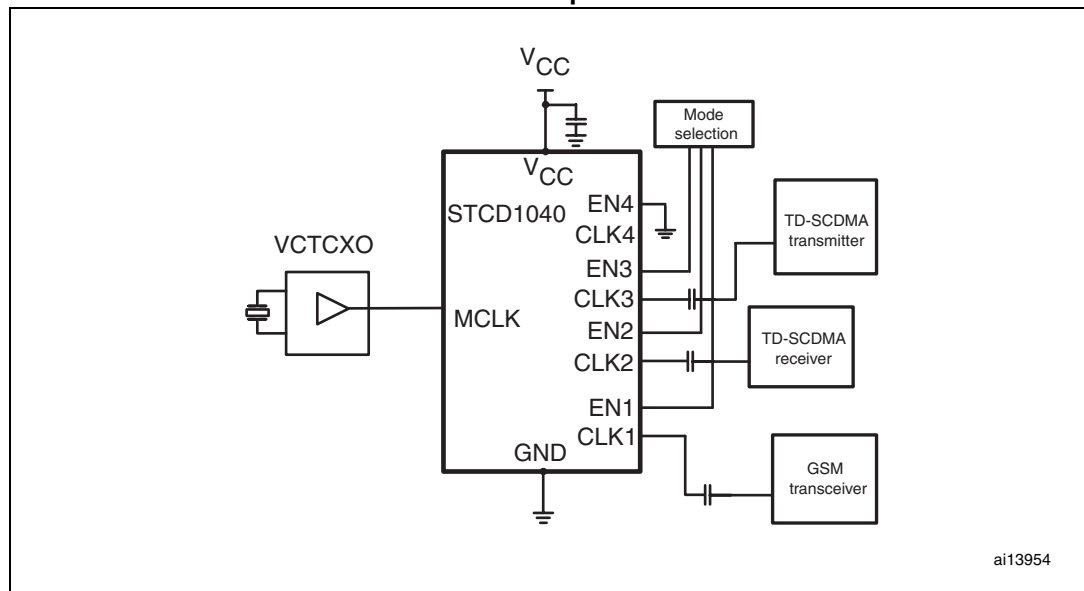 VCC
Mode
selection
VCC
STCD1040
EN4
CLK4
TD-SCDMA
transmitter
VCTCXO
EN3
CLK3
MCLK
EN2
CLK2
TD-SCDMA
receiver
EN1
CLK1
GND
GSM
transceiver
ai13954